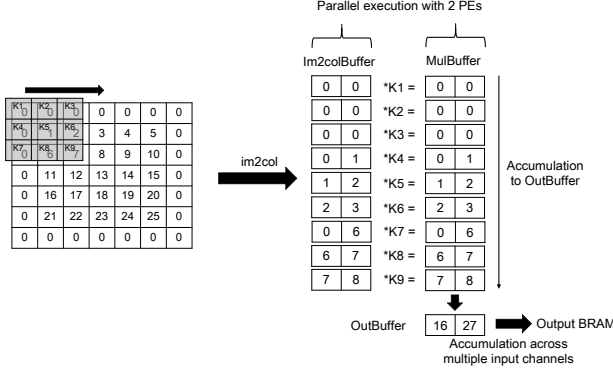 Parallel execution with 2 PEs
Im2colBuffer MulBuffer
0 0 *K1 = 0 0
0 0 *K2 = 0 0
0 0 *K3 = 0 0
0 1 *K4 = 0 1
1 2 *K5 = 1 2
2 3 *K6 = 2 3
0 6 *K7 = 0 6
6 7 *K8 = 6 7
7 8 *K9 = 7 8
K1 0 K2 0 K3 0 0 0 0 0
K4 0 K5 1 K6 2 3 4 5 0
K7 0 K8 6 K9 7 8 9 10 0
0 11 12 13 14 15 0
0 16 17 18 19 20 0
0 21 22 23 24 25 0
0 0 0 0 0 0 0
im2col
Accumulation
to OutBuffer
OutBuffer 16 27 Output BRAM
Accumulation across
multiple input channels